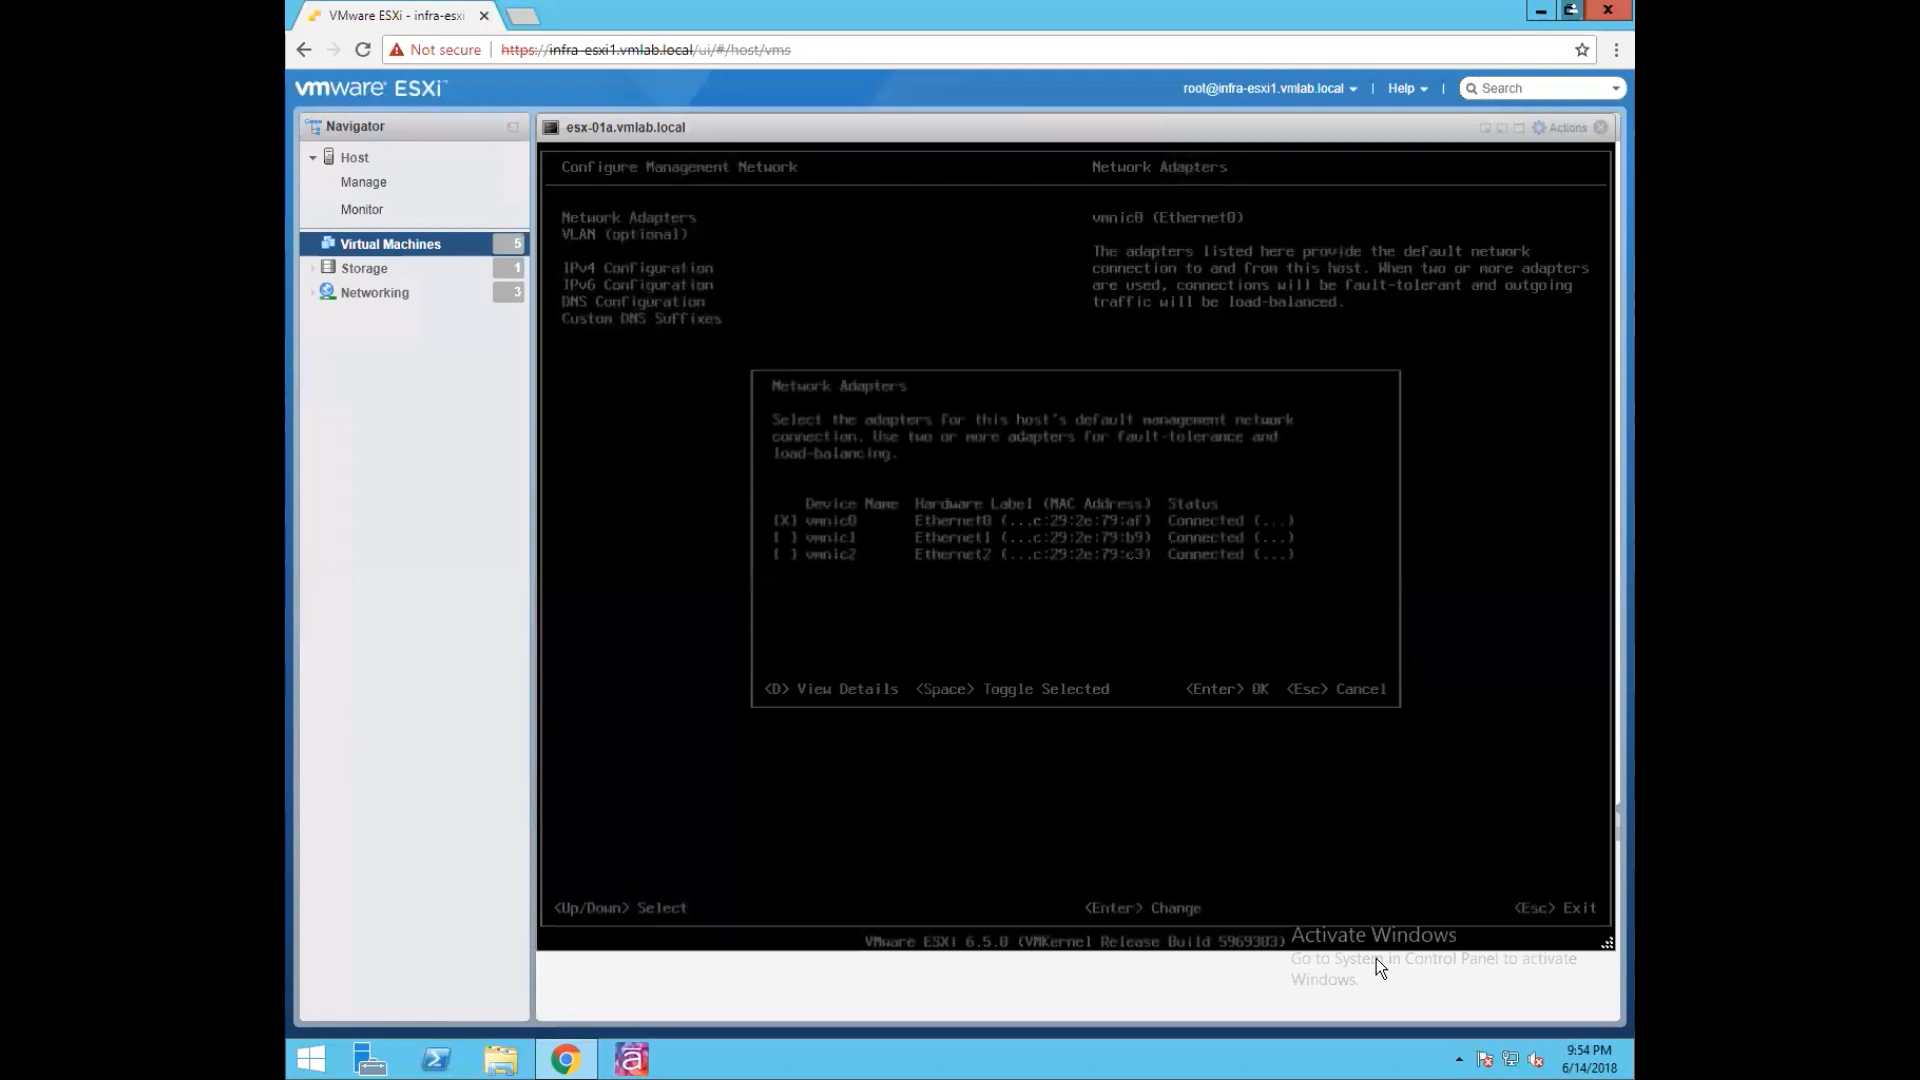 VMware ESXi - infra-esxi
Not secure | https://infra-esxi1.vmlab.local/ui/#/host/vms
vmware ESXi™
root@infra-esxi1.vmlab.local | Help | Search
Navigator
Host
Manage
Monitor
Virtual Machines 5
Storage 1
Networking 3
esx-01a.vmlab.local
Actions
Configure Management Network
Network Adapters
Network Adapters
VLAN (optional)
IPv4 Configuration
IPv6 Configuration
DNS Configuration
Custom DNS Suffixes
vmnic0 (Ethernet0)
The adapters listed here provide the default network
connection to and from this host. When two or more adapters
are used, connections will be fault-tolerant and outgoing
traffic will be load-balanced.
Network Adapters
Select the adapters for this host's default management network
connection. Use two or more adapters for fault-tolerance and
load-balancing.
Device Name Hardware Label (MAC Address) Status
[X] vmnic0 Ethernet0 (...c:29:2e:79:af) Connected (...)
[ ] vmnic1 Ethernet1 (...c:29:2e:79:b9) Connected (...)
[ ] vmnic2 Ethernet2 (...c:29:2e:79:c3) Connected (...)
<D> View Details <Space> Toggle Selected <Enter> OK <Esc> Cancel
<Up/Down> Select <Enter> Change <Esc> Exit
VMware ESXi 6.5.0 (VMKernel Release Build 5969303)
Activate Windows
Go to System in Control Panel to activate
Windows.
9:54 PM
6/14/2018